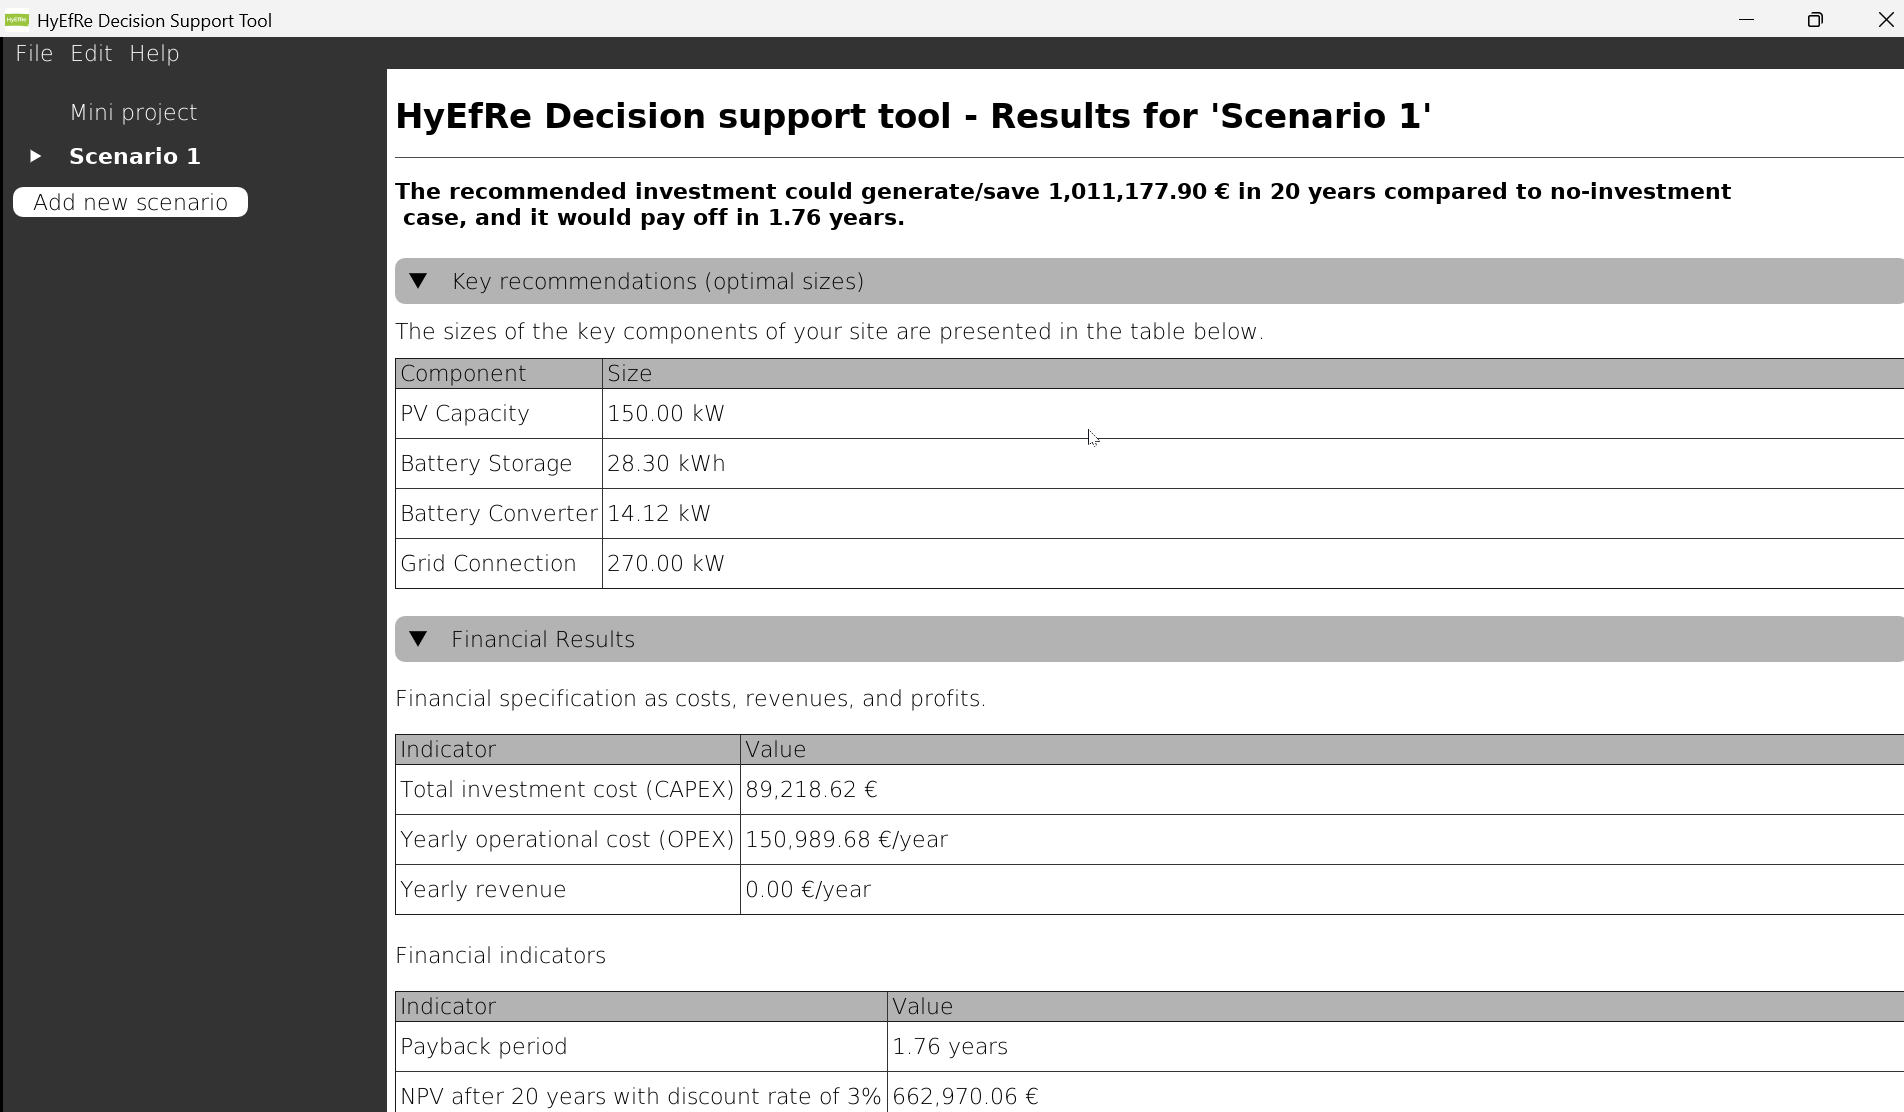 HyEfRe Decision Support Tool
File Edit Help
Mini project
Scenario 1
Add new scenario
HyEfRe Decision support tool - Results for 'Scenario 1'
The recommended investment could generate/save 1,011,177.90 € in 20 years compared to no-investment
case, and it would pay off in 1.76 years.
Key recommendations (optimal sizes)
The sizes of the key components of your site are presented in the table below.
Component Size
PV Capacity 150.00 kW
Battery Storage 28.30 kWh
Battery Converter 14.12 kW
Grid Connection 270.00 kW
Financial Results
Financial specification as costs, revenues, and profits.
Indicator Value
Total investment cost (CAPEX) 89,218.62 €
Yearly operational cost (OPEX) 150,989.68 €/year
Yearly revenue 0.00 €/year
Financial indicators
Indicator Value
Payback period 1.76 years
NPV after 20 years with discount rate of 3% 662,970.06 €